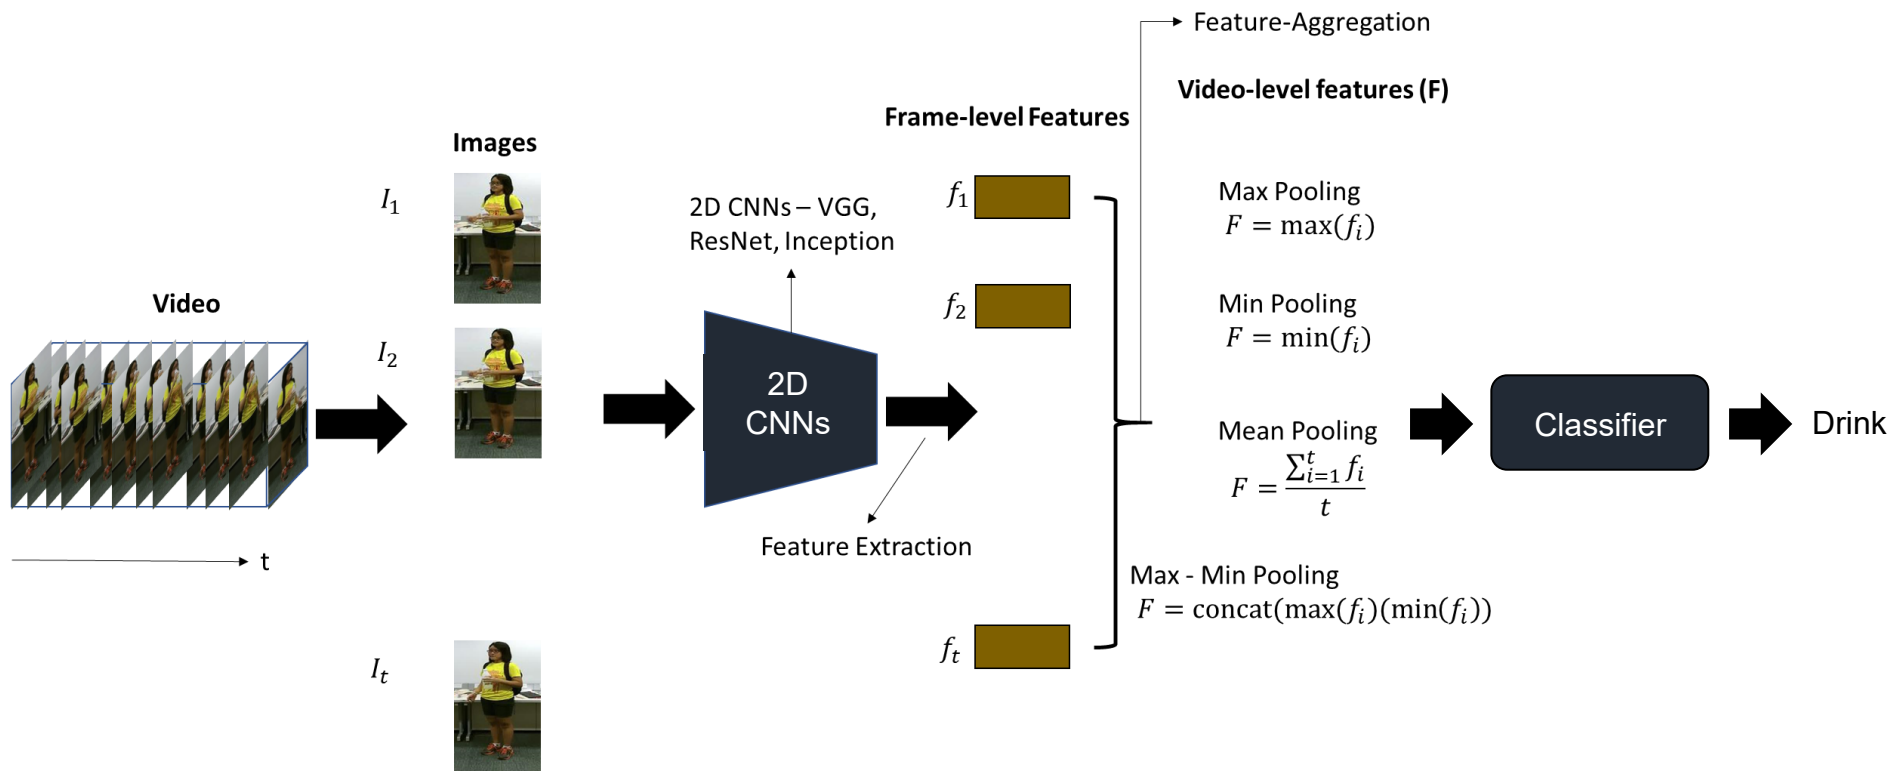 Feature-Aggregation
Video-level features (F)
Frame-level Features
Images
I₁
2D CNNs – VGG,
ResNet, Inception
f₁
Max Pooling
F = max(fᵢ)
Video
I₂
f₂
Min Pooling
F = min(fᵢ)
2D
CNNs
Mean Pooling
F = ∑ᵗᵢ₌₁ fᵢ / t
Classifier
Drink
Feature Extraction
t
Max - Min Pooling
F = concat(max(fᵢ)(min(fᵢ))
Iₜ
fₜ